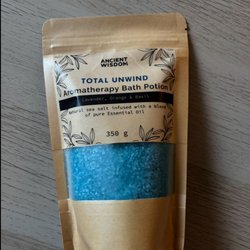 ANCIENT
WISDOM
TOTAL UNWIND
Aromatherapy Bath Potion
Lavender, Orange & Basil
Natural sea salt infused with a blend
of pure Essential Oil
350 g